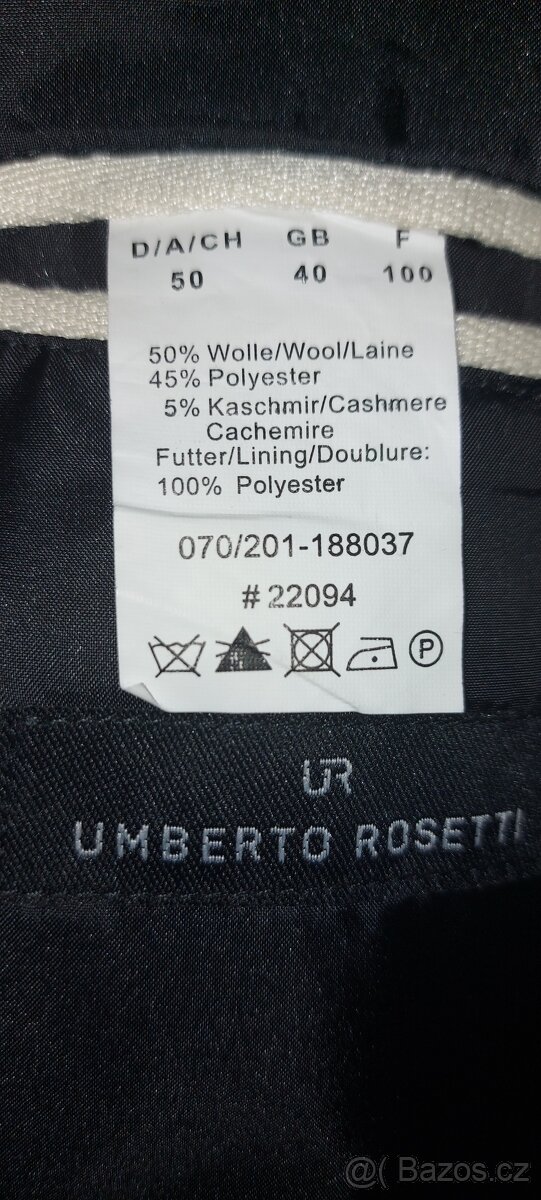 D/A/CH GB F
50 40 100
50% Wolle/Wool/Laine
45% Polyester
5% Kaschmir/Cashmere
Cachemire
Futter/Lining/Doublure:
100% Polyester
070/201-188037
#22094
P
UR
UMBERTO ROSETTI
@( Bazos.cz